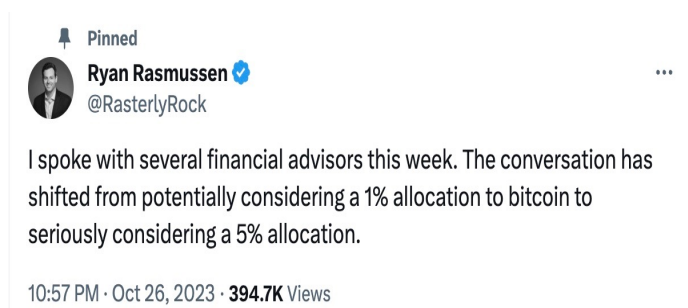 Pinned
Ryan Rasmussen
@RasterlyRock
I spoke with several financial advisors this week. The conversation has
shifted from potentially considering a 1% allocation to bitcoin to
seriously considering a 5% allocation.
10:57 PM · Oct 26, 2023 · 394.7K Views